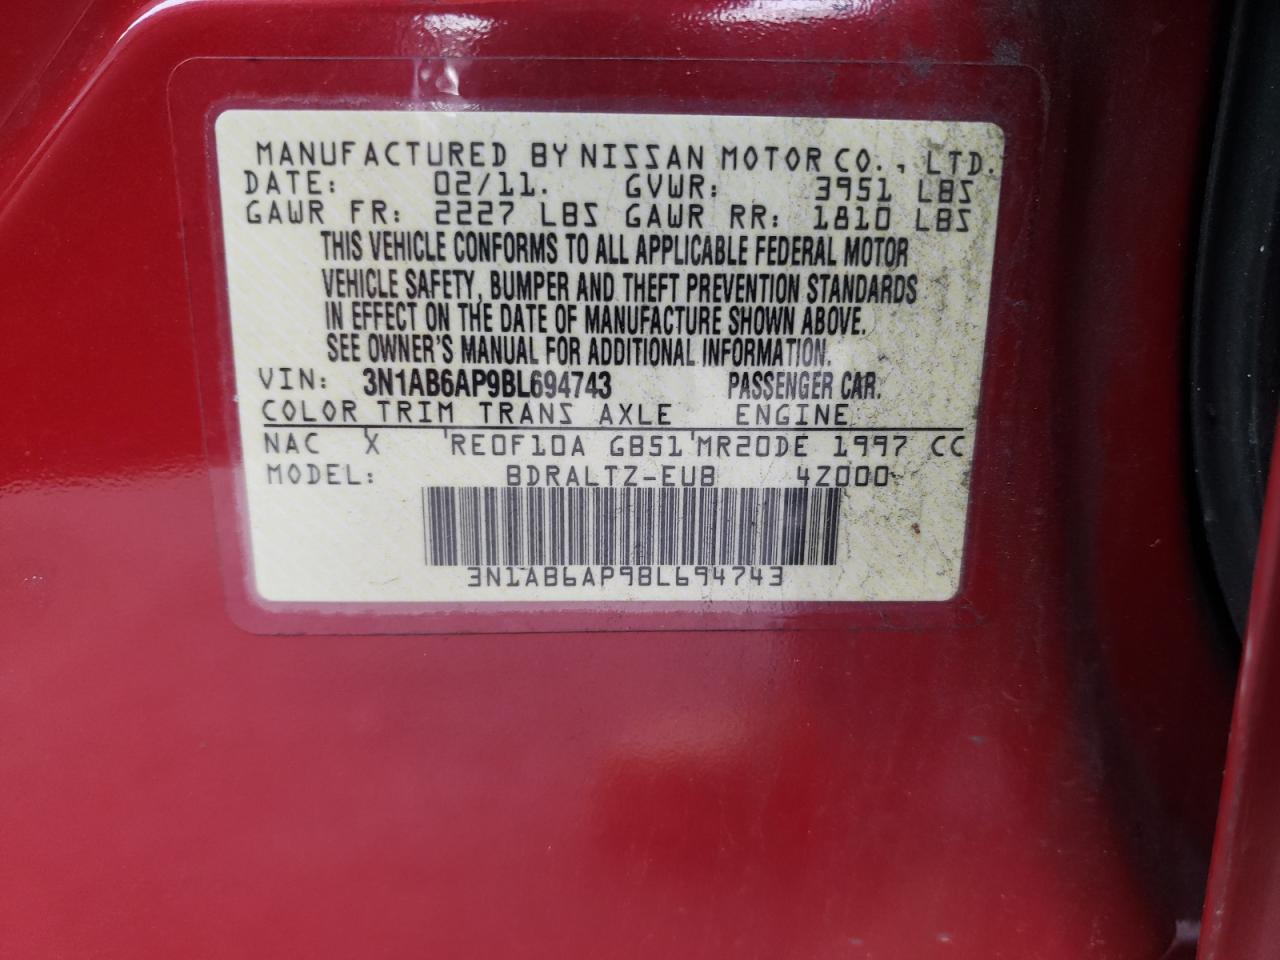 MANUFACTURED BY NISSAN MOTOR CO., LTD.
DATE: 02/11. GVWR: 3951 LBS
GAWR FR: 2227 LBS GAWR RR: 1810 LBS
THIS VEHICLE CONFORMS TO ALL APPLICABLE FEDERAL MOTOR
VEHICLE SAFETY, BUMPER AND THEFT PREVENTION STANDARDS
IN EFFECT ON THE DATE OF MANUFACTURE SHOWN ABOVE.
SEE OWNER'S MANUAL FOR ADDITIONAL INFORMATION.
VIN: 3N1AB6AP9BL694743 PASSENGER CAR.
COLOR TRIM TRANS AXLE ENGINE
NAC 'X 'RE0F10A GB51'MR20DE 1997 CC
MODEL: BDRALTZ-EUB 4Z000
3N1AB6AP9BL694743